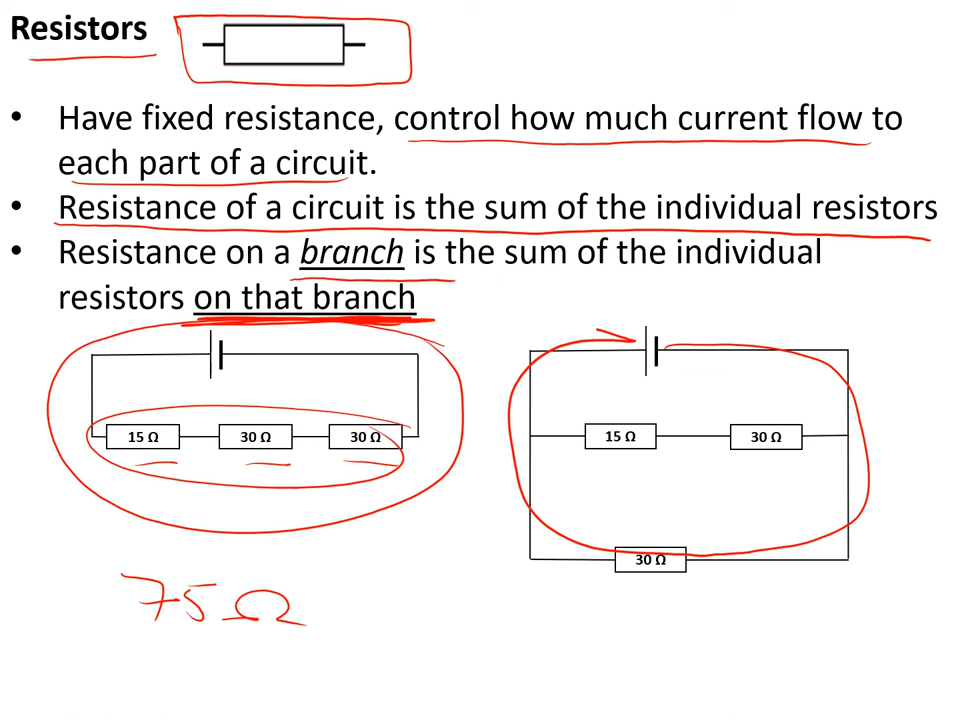 Resistors
• Have fixed resistance, control how much current flow to
each part of a circuit.
• Resistance of a circuit is the sum of the individual resistors
• Resistance on a branch is the sum of the individual
resistors on that branch
15 Ω 30 Ω 30 Ω
15 Ω 30 Ω
30 Ω
75 Ω